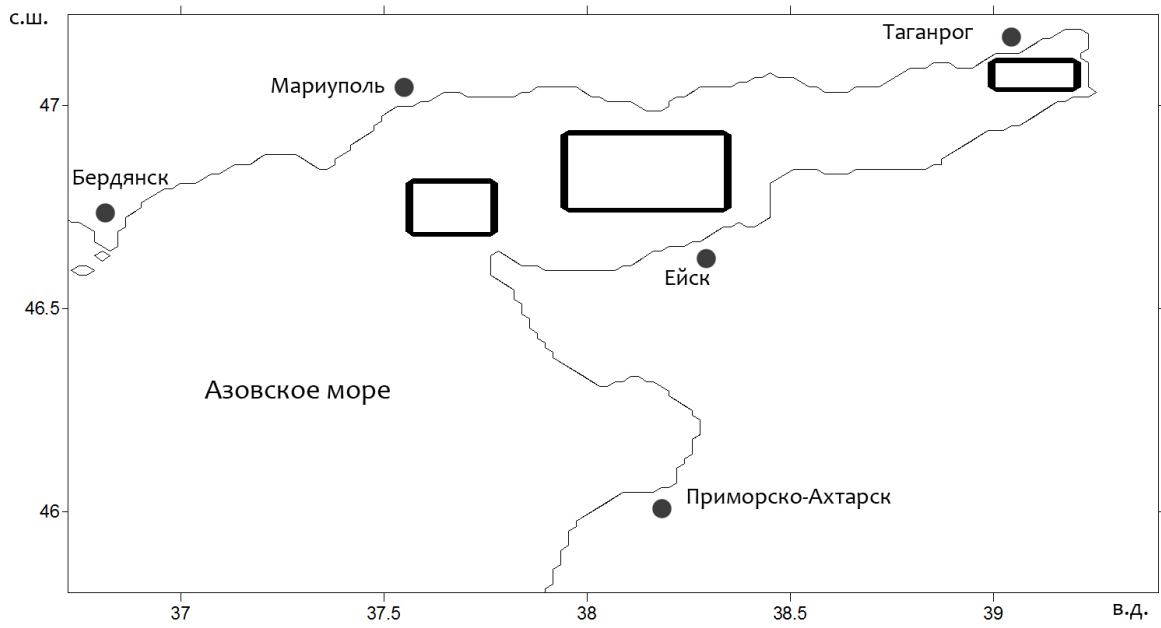 с.ш.
Таганрог
Мариуполь
47
Бердянск
Ейск
46.5
Азовское море
Приморско-Ахтарск
46
37
37.5
38
38.5
39
в.д.